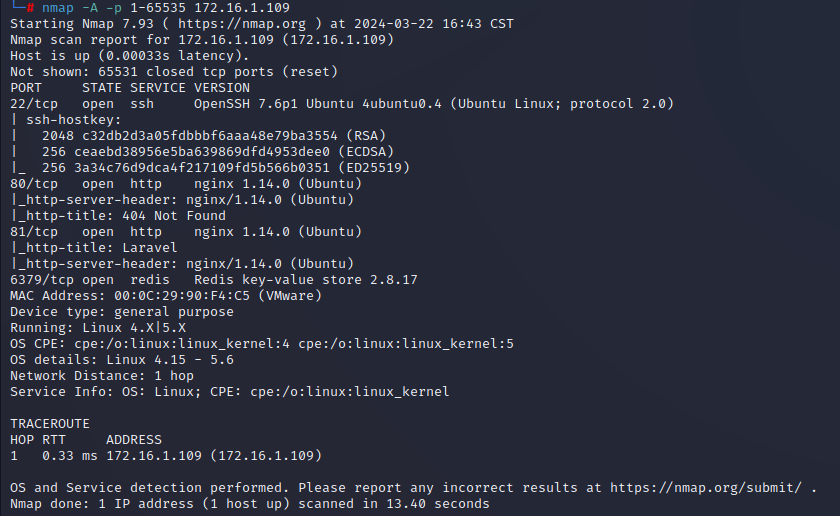 └─# nmap -A -p 1-65535 172.16.1.109
Starting Nmap 7.93 ( https://nmap.org ) at 2024-03-22 16:43 CST
Nmap scan report for 172.16.1.109 (172.16.1.109)
Host is up (0.00033s latency).
Not shown: 65531 closed tcp ports (reset)
PORT     STATE SERVICE VERSION
22/tcp   open  ssh     OpenSSH 7.6p1 Ubuntu 4ubuntu0.4 (Ubuntu Linux; protocol 2.0)
| ssh-hostkey:
|   2048 c32db2d3a05fdbbbf6aaa48e79ba3554 (RSA)
|   256 ceaebd38956e5ba639869dfd4953dee0 (ECDSA)
|_  256 3a34c76d9dca4f217109fd5b566b0351 (ED25519)
80/tcp   open  http    nginx 1.14.0 (Ubuntu)
|_http-server-header: nginx/1.14.0 (Ubuntu)
|_http-title: 404 Not Found
81/tcp   open  http    nginx 1.14.0 (Ubuntu)
|_http-title: Laravel
|_http-server-header: nginx/1.14.0 (Ubuntu)
6379/tcp open  redis   Redis key-value store 2.8.17
MAC Address: 00:0C:29:90:F4:C5 (VMware)
Device type: general purpose
Running: Linux 4.X|5.X
OS CPE: cpe:/o:linux:linux_kernel:4 cpe:/o:linux:linux_kernel:5
OS details: Linux 4.15 - 5.6
Network Distance: 1 hop
Service Info: OS: Linux; CPE: cpe:/o:linux:linux_kernel
TRACEROUTE
HOP RTT     ADDRESS
1   0.33 ms 172.16.1.109 (172.16.1.109)
OS and Service detection performed. Please report any incorrect results at https://nmap.org/submit/ .
Nmap done: 1 IP address (1 host up) scanned in 13.40 seconds